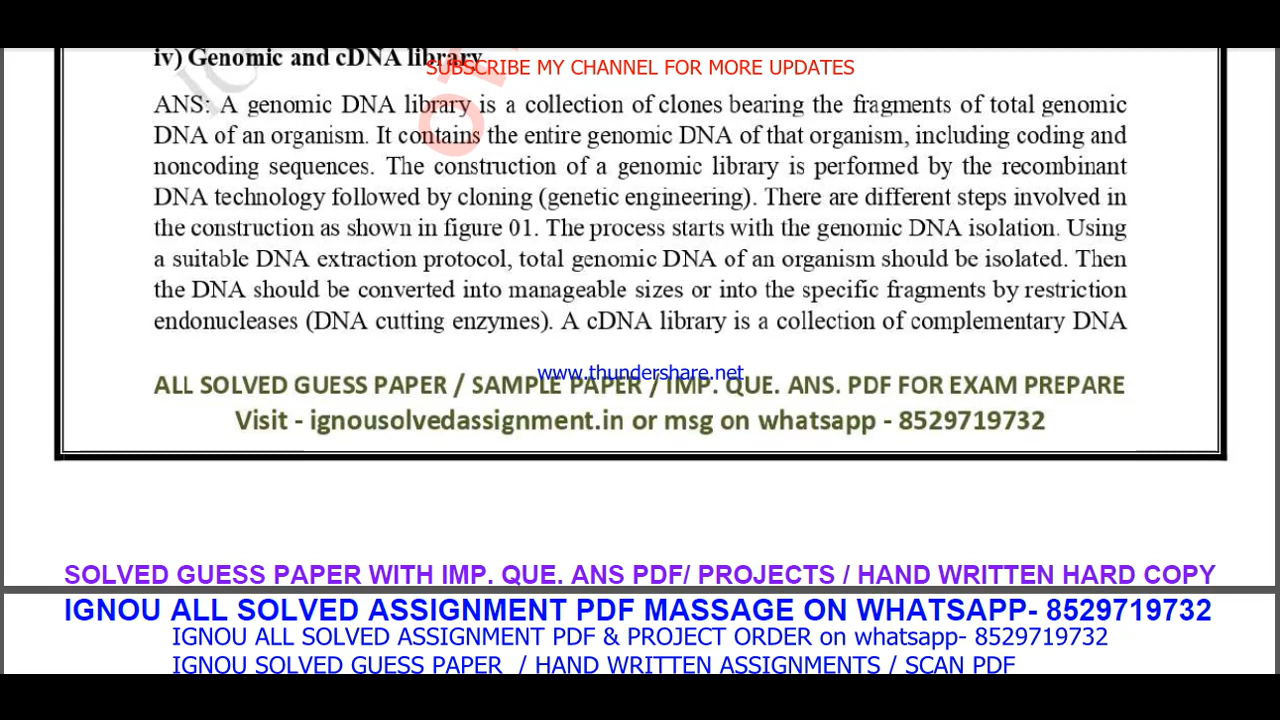 iv) Genomic and cDNA library
SUBSCRIBE MY CHANNEL FOR MORE UPDATES
ANS: A genomic DNA library is a collection of clones bearing the fragments of total genomic
DNA of an organism. It contains the entire genomic DNA of that organism, including coding and
noncoding sequences. The construction of a genomic library is performed by the recombinant
DNA technology followed by cloning (genetic engineering). There are different steps involved in
the construction as shown in figure 01. The process starts with the genomic DNA isolation. Using
a suitable DNA extraction protocol, total genomic DNA of an organism should be isolated. Then
the DNA should be converted into manageable sizes or into the specific fragments by restriction
endonucleases (DNA cutting enzymes). A cDNA library is a collection of complementary DNA
www.thundershare.net
ALL SOLVED GUESS PAPER / SAMPLE PAPER / IMP. QUE. ANS. PDF FOR EXAM PREPARE
Visit - ignousolvedassignment.in or msg on whatsapp - 8529719732
SOLVED GUESS PAPER WITH IMP. QUE. ANS PDF/ PROJECTS / HAND WRITTEN HARD COPY
IGNOU ALL SOLVED ASSIGNMENT PDF MASSAGE ON WHATSAPP- 8529719732
IGNOU ALL SOLVED ASSIGNMENT PDF & PROJECT ORDER on whatsapp- 8529719732
IGNOU SOLVED GUESS PAPER / HAND WRITTEN ASSIGNMENTS / SCAN PDF